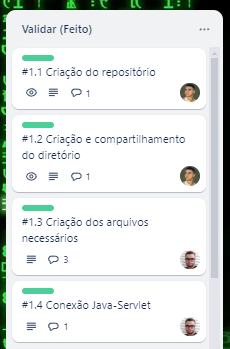 Validar (Feito)
#1.1 Criação do repositório
1
#1.2 Criação e compartilhamento
do diretório
1
#1.3 Criação dos arquivos
necessários
3
#1.4 Conexão Java-Servlet
1